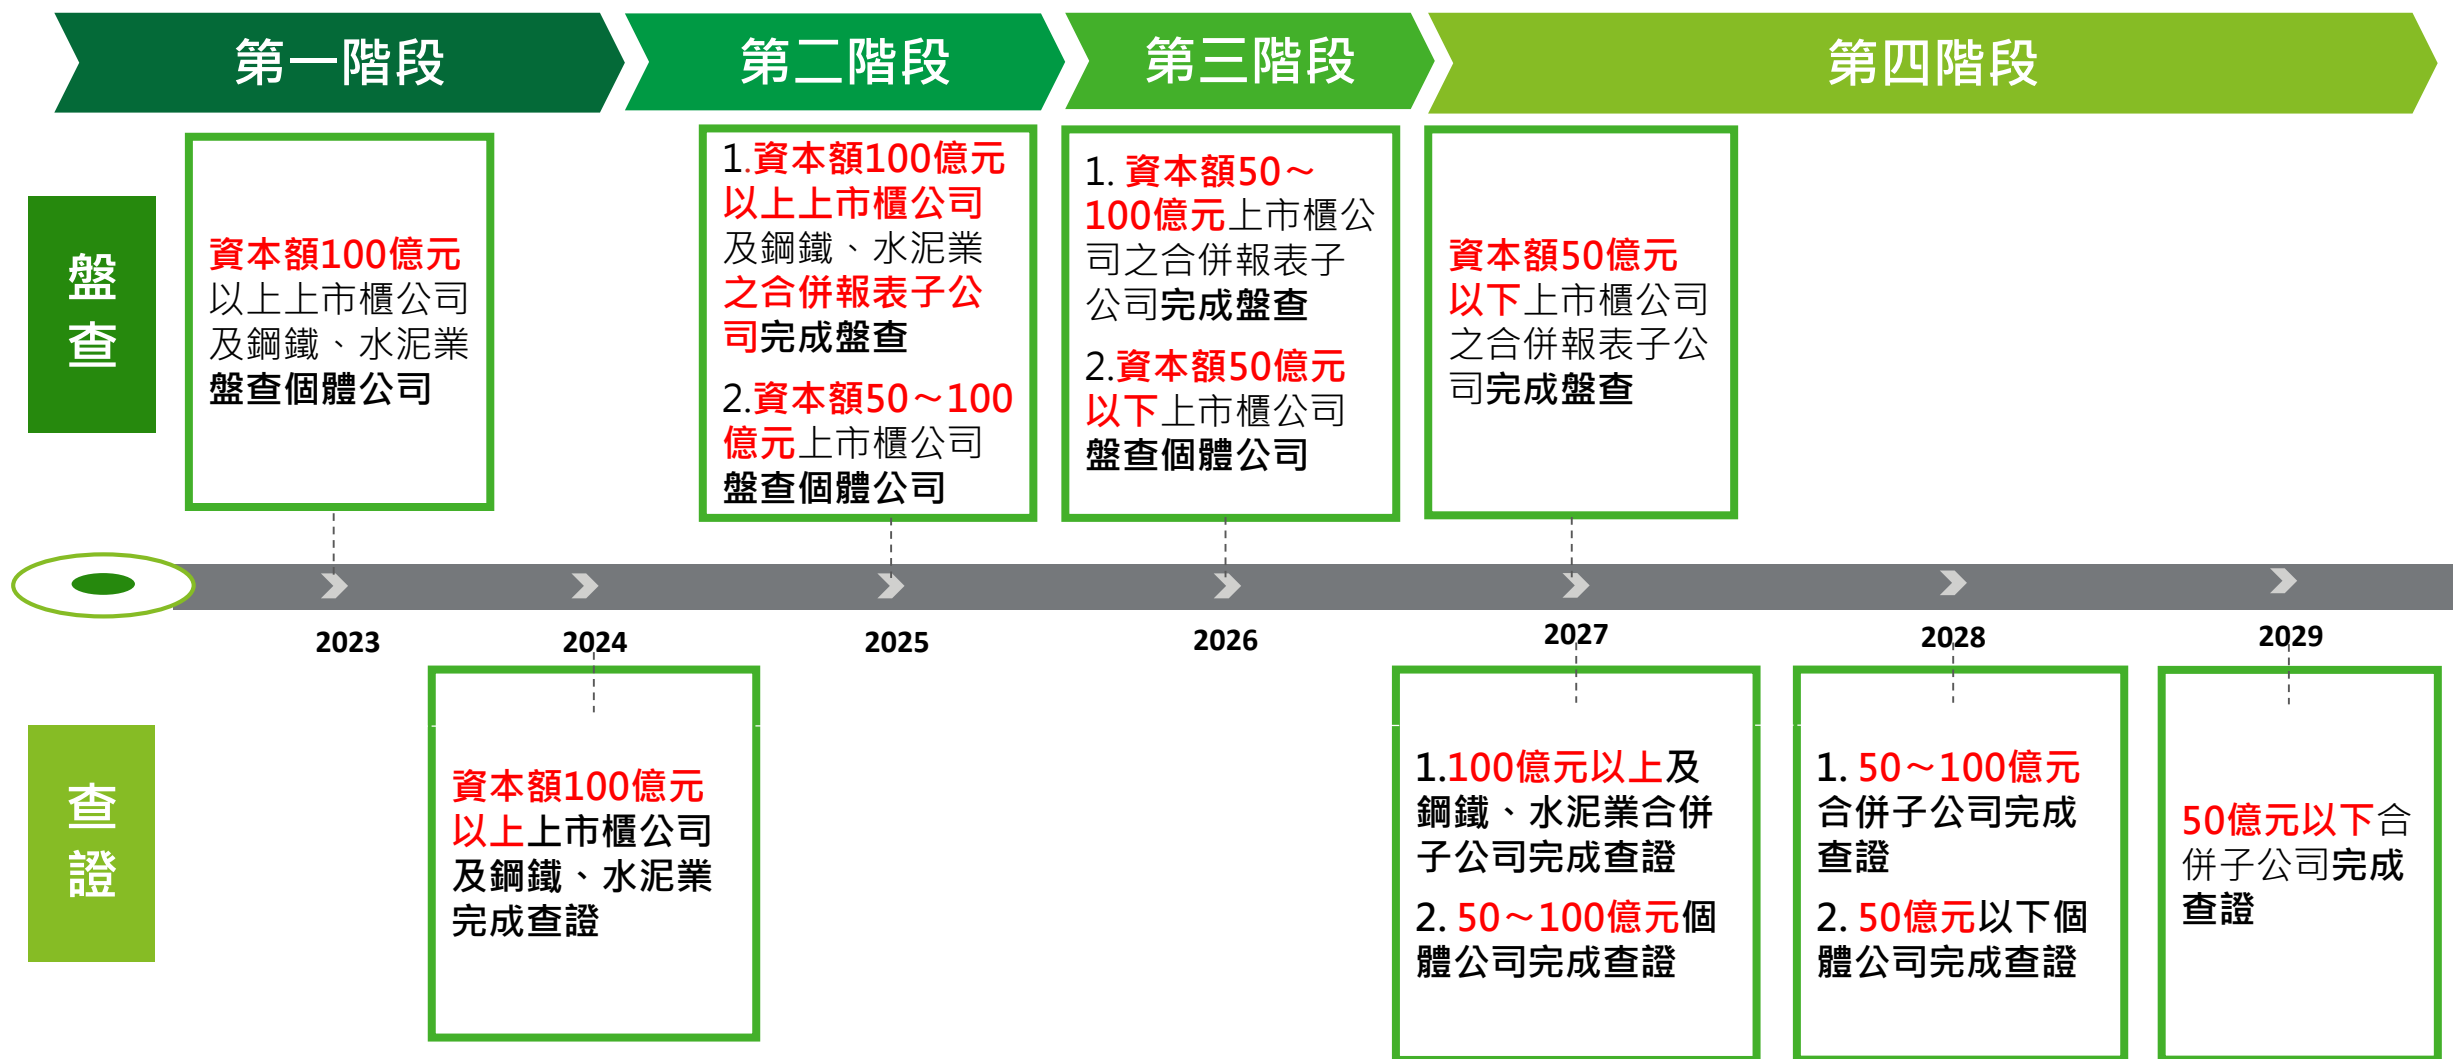 第一階段
第二階段
第三階段
第四階段
盤
查
資本額100億元
以上上市櫃公司
及鋼鐵、水泥業
盤查個體公司
1.資本額100億元
以上上市櫃公司
及鋼鐵、水泥業
之合併報表子公
司完成盤查
2.資本額50～100
億元上市櫃公司
盤查個體公司
1. 資本額50～
100億元上市櫃公
司之合併報表子
公司完成盤查
2.資本額50億元
以下上市櫃公司
盤查個體公司
資本額50億元
以下上市櫃公司
之合併報表子公
司完成盤查
2023
2024
2025
2026
2027
2028
2029
查
證
資本額100億元
以上上市櫃公司
及鋼鐵、水泥業
完成查證
1.100億元以上及
鋼鐵、水泥業合併
子公司完成查證
2. 50～100億元個
體公司完成查證
1. 50～100億元
合併子公司完成
查證
2. 50億元以下個
體公司完成查證
50億元以下合
併子公司完成
查證